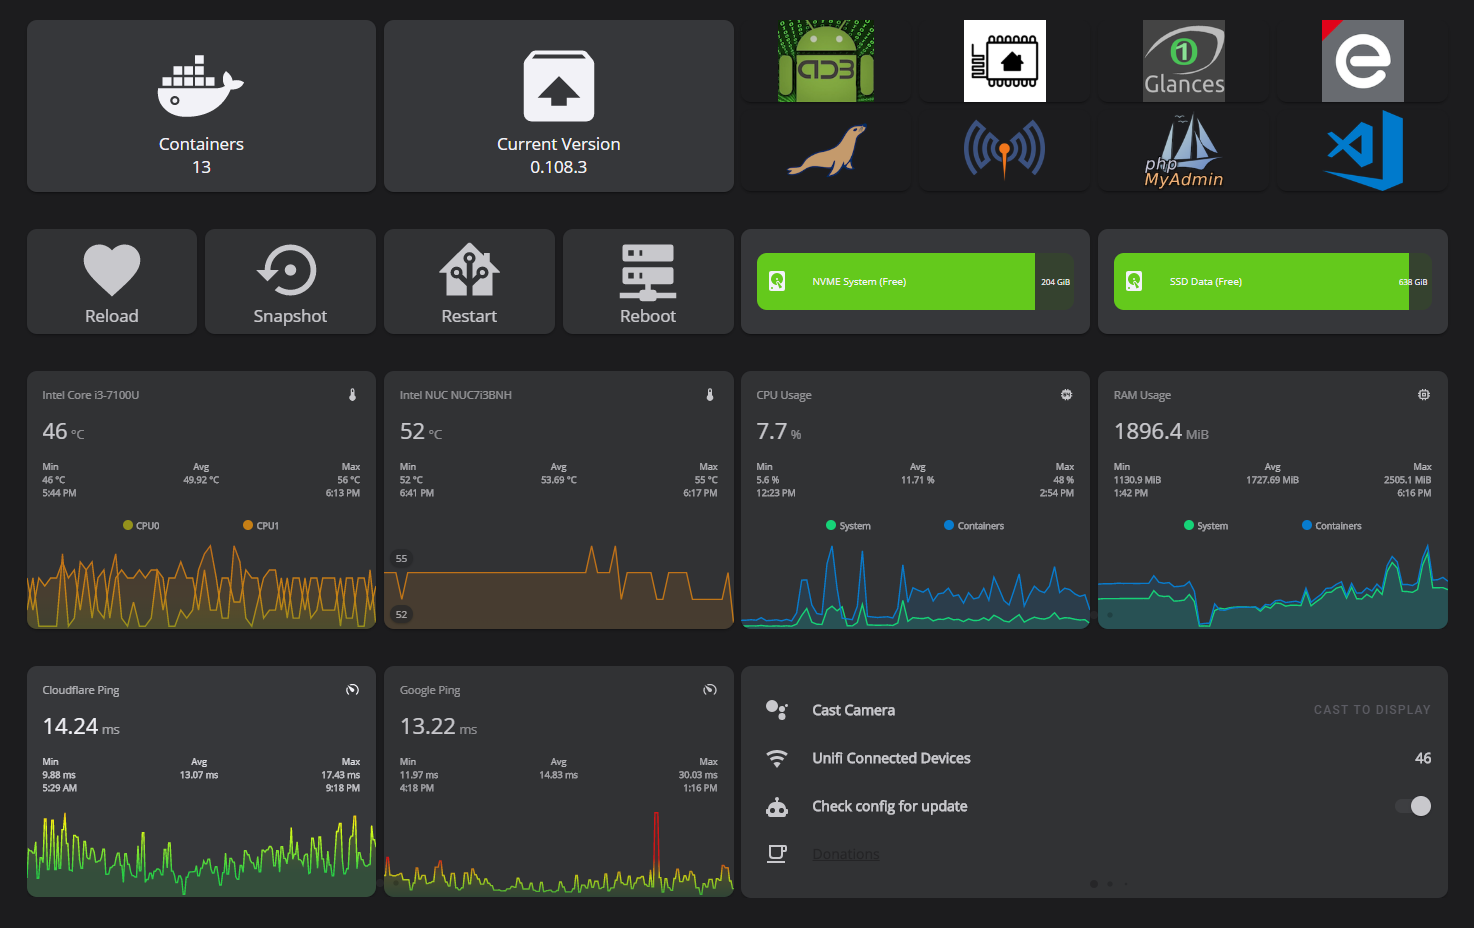 Containers
13
Current Version
0.108.3
Glances
php
MyAdmin
Reload
Snapshot
Restart
Reboot
NVME System (Free)
204 GiB
SSD Data (Free)
638 GiB
Intel Core i3-7100U
46 °C
Min Avg Max
46 °C 49.92 °C 56 °C
5:44 PM 6:13 PM
CPU0 CPU1
Intel NUC NUC7i3BNH
52 °C
Min Avg Max
52 °C 53.69 °C 55 °C
6:41 PM 6:17 PM
55
52
CPU Usage
7.7 %
Min Avg Max
5.6 % 11.71 % 48 %
12:23 PM 2:54 PM
System Containers
RAM Usage
1896.4 MiB
Min Avg Max
1130.9 MiB 1727.69 MiB 2505.1 MiB
1:42 PM 6:16 PM
System Containers
Cloudflare Ping
14.24 ms
Min Avg Max
9.88 ms 13.07 ms 17.43 ms
5:29 AM 9:18 PM
Google Ping
13.22 ms
Min Avg Max
11.97 ms 14.83 ms 30.03 ms
4:18 PM 1:16 PM
Cast Camera CAST TO DISPLAY
Unifi Connected Devices 46
Check config for update
Donations